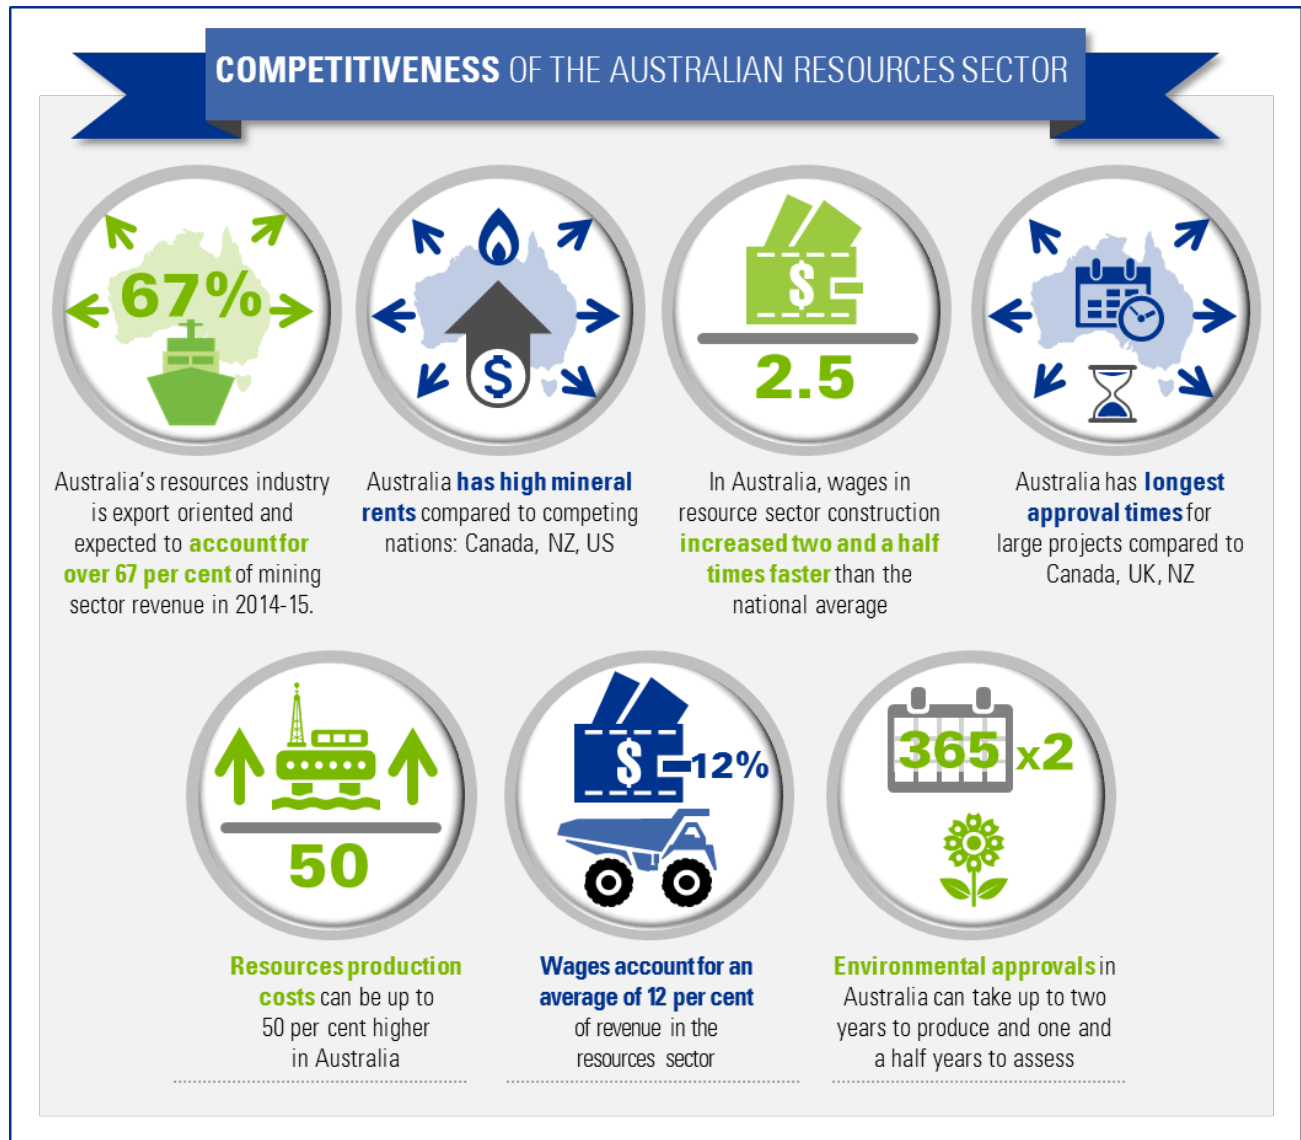 COMPETITIVENESS OF THE AUSTRALIAN RESOURCES SECTOR
67%
$
$
2.5
Australia's resources industry
is export oriented and
expected to account for
over 67 per cent of mining
sector revenue in 2014-15.
Australia has high mineral
rents compared to competing
nations: Canada, NZ, US
In Australia, wages in
resource sector construction
increased two and a half
times faster than the
national average
Australia has longest
approval times for
large projects compared to
Canada, UK, NZ
50
$
12%
365 x2
Resources production
costs can be up to
50 per cent higher
in Australia
Wages account for an
average of 12 per cent
of revenue in the
resources sector
Environmental approvals in
Australia can take up to two
years to produce and one and
a half years to assess